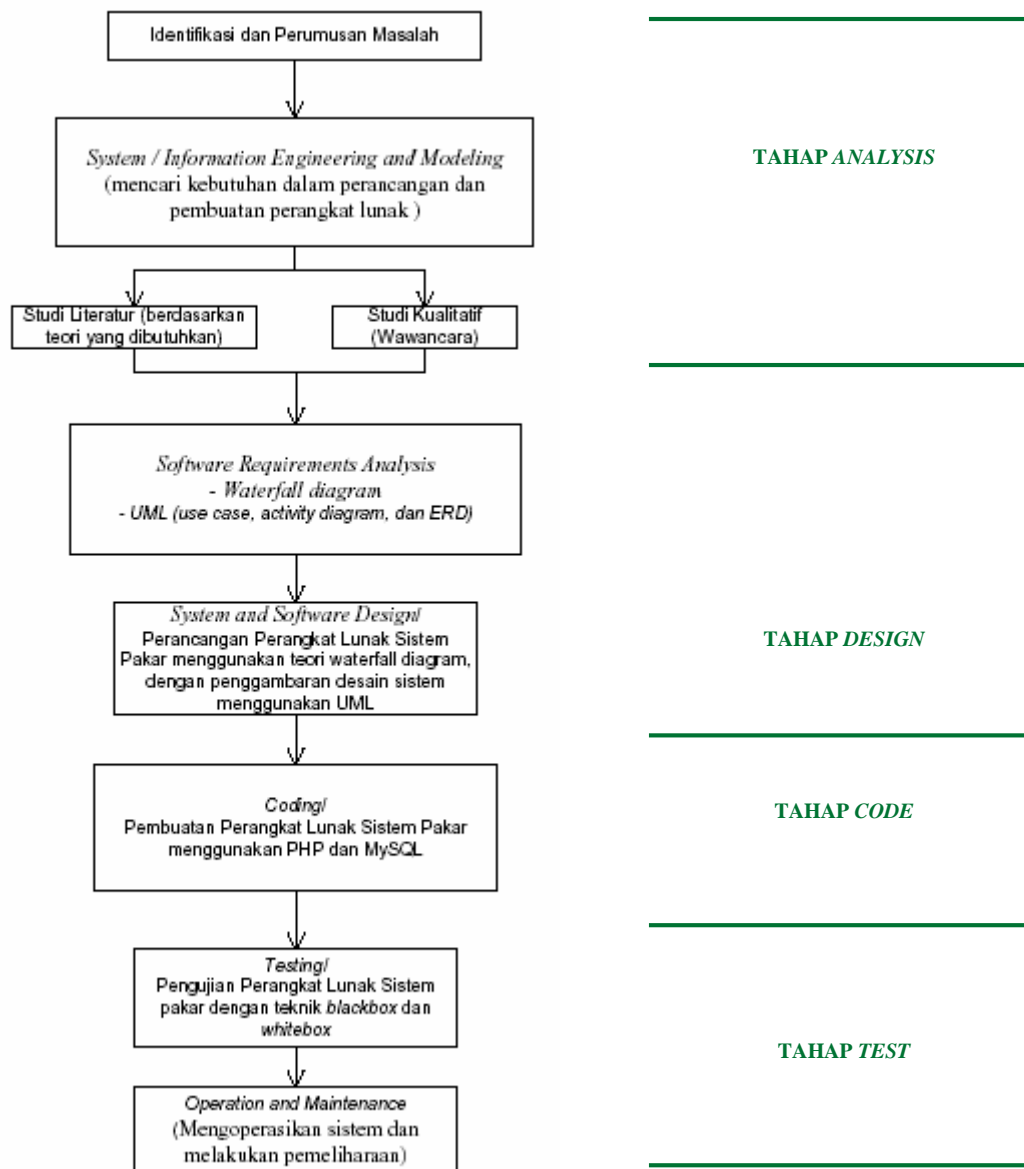 Identifikasi dan Perumusan Masalah
System / Information Engineering and Modeling
(mencari kebutuhan dalam perancangan dan
pembuatan perangkat lunak )
TAHAP ANALYSIS
Studi Literatur (berdasarkan
teori yang dibutuhkan)
Studi Kualitatif
(Wawancara)
Software Requirements Analysis
- Waterfall diagram
- UML (use case, activity diagram, dan ERD)
System and Software Design/
Perancangan Perangkat Lunak Sistem
Pakar menggunakan teori waterfall diagram,
dengan penggambaran desain sistem
menggunakan UML
TAHAP DESIGN
Coding/
Pembuatan Perangkat Lunak Sistem Pakar
menggunakan PHP dan MySQL
TAHAP CODE
Testing/
Pengujian Perangkat Lunak Sistem
pakar dengan teknik blackbox dan
whitebox
TAHAP TEST
Operation and Maintenance
(Mengoperasikan sistem dan
melakukan pemeliharaan)